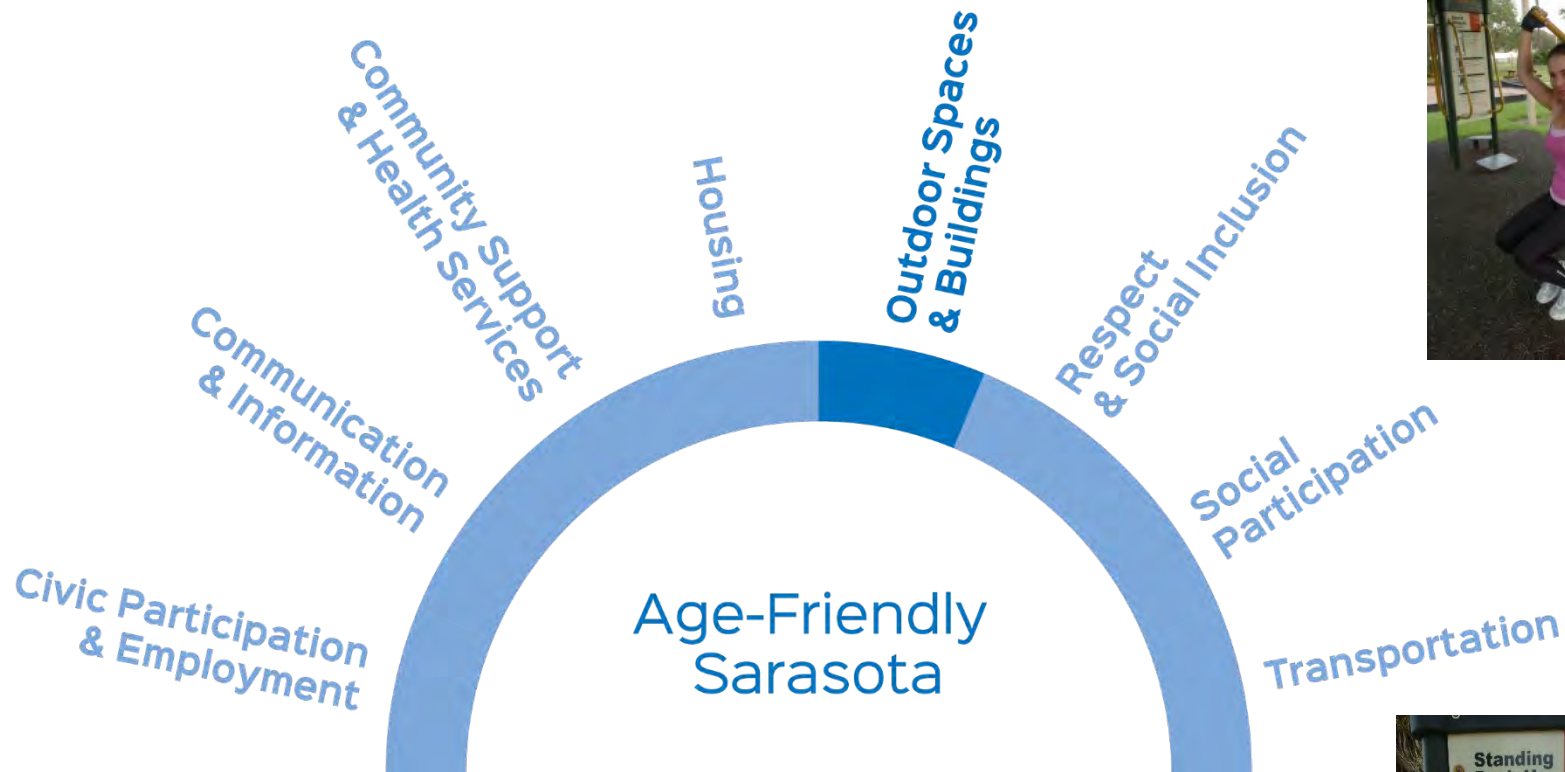 Civic Participation
& Employment
Communication
& Information
Community Support
& Health Services
Housing
Outdoor Spaces
& Buildings
Respect
& Social Inclusion
Social
Participation
Transportation
Age-Friendly
Sarasota
Standing